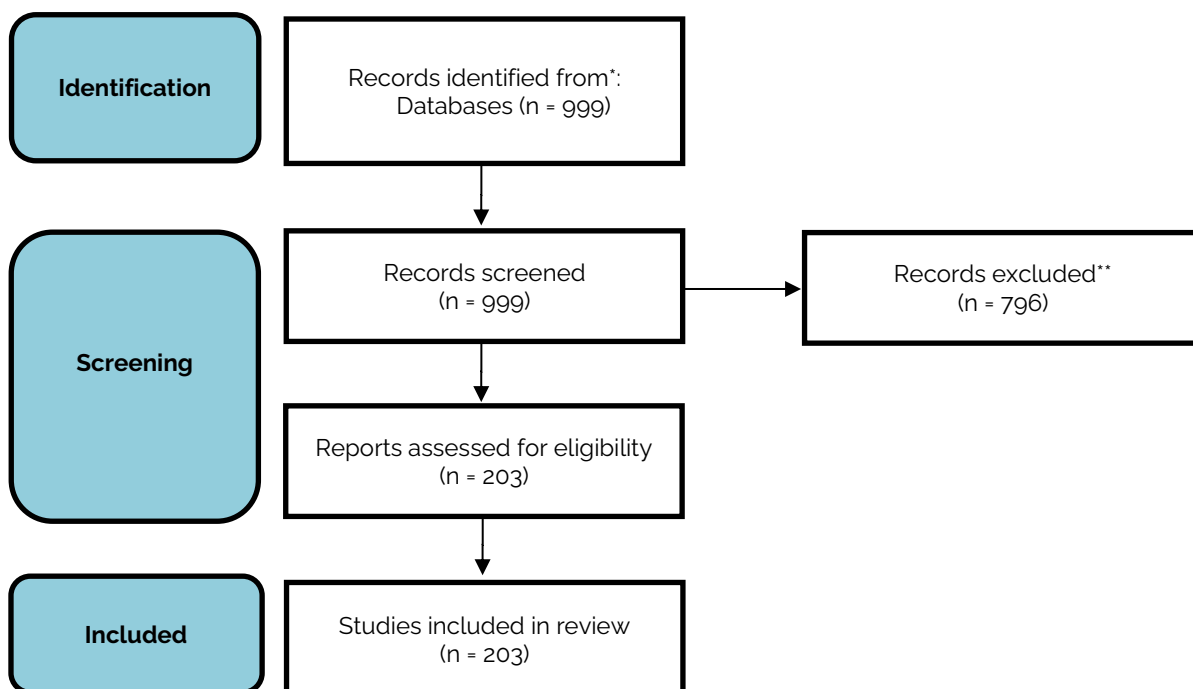 Identification
Records identified from*:
Databases (n = 999)
Screening
Records screened
(n = 999)
Records excluded**
(n = 796)
Reports assessed for eligibility
(n = 203)
Included
Studies included in review
(n = 203)